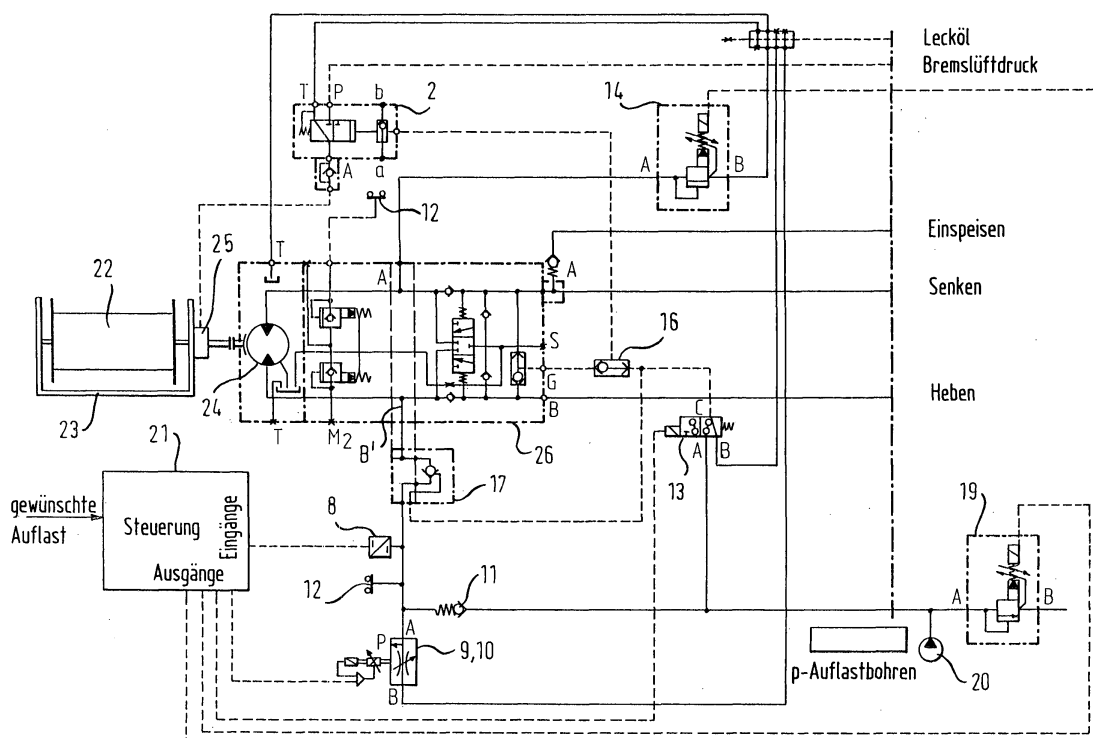 Lecköl
Bremslüftdruck
T P b 2
14
A
a
A B
12
25
22
T
A
A
Einspeisen
Senken
S
16
G
24
B
Heben
23
T M2
B'
26
C
A B
13
21
17
19
gewünschte
Auflast
Steuerung
Eingänge
Ausgänge
8
12
11
A B
A
P
9,10
B
p-Auflastbohren
20